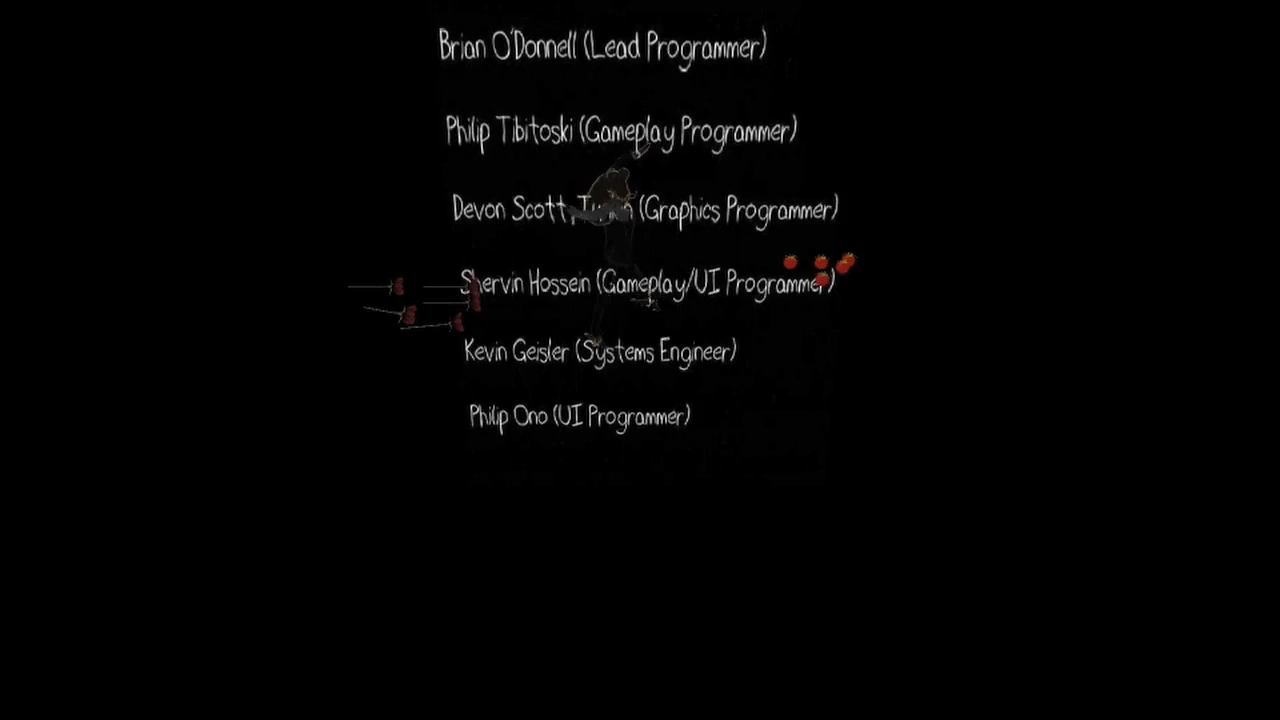 Brian O'Donnell (Lead Programmer)
Philip Tibitoski (Gameplay Programmer)
Devon Scott (Graphics Programmer)
Shervin Hossein (Gameplay/UI Programmer)
Kevin Geisler (Systems Engineer)
Philip Ono (UI Programmer)